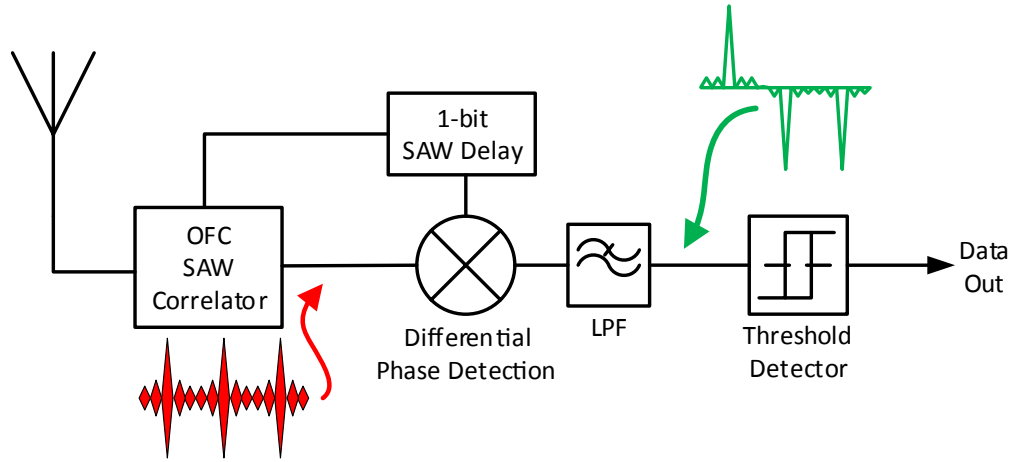 1-bit
SAW Delay
OFC
SAW
Correlator
Data
Out
LPF
Differential
Phase Detection
Threshold
Detector